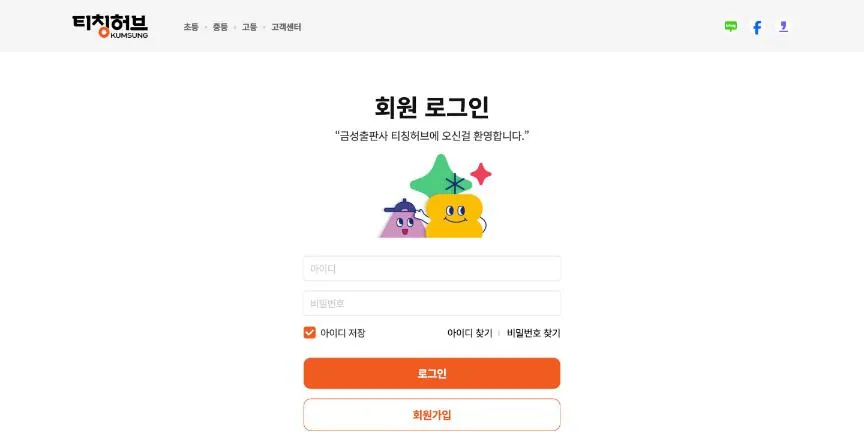 티칭허브
KUMSUNG
초등 중등 고등 고객센터
회원 로그인
“금성출판사 티칭허브에 오신걸 환영합니다.”
아이디
비밀번호
아이디 저장 아이디 찾기 비밀번호 찾기
로그인
회원가입